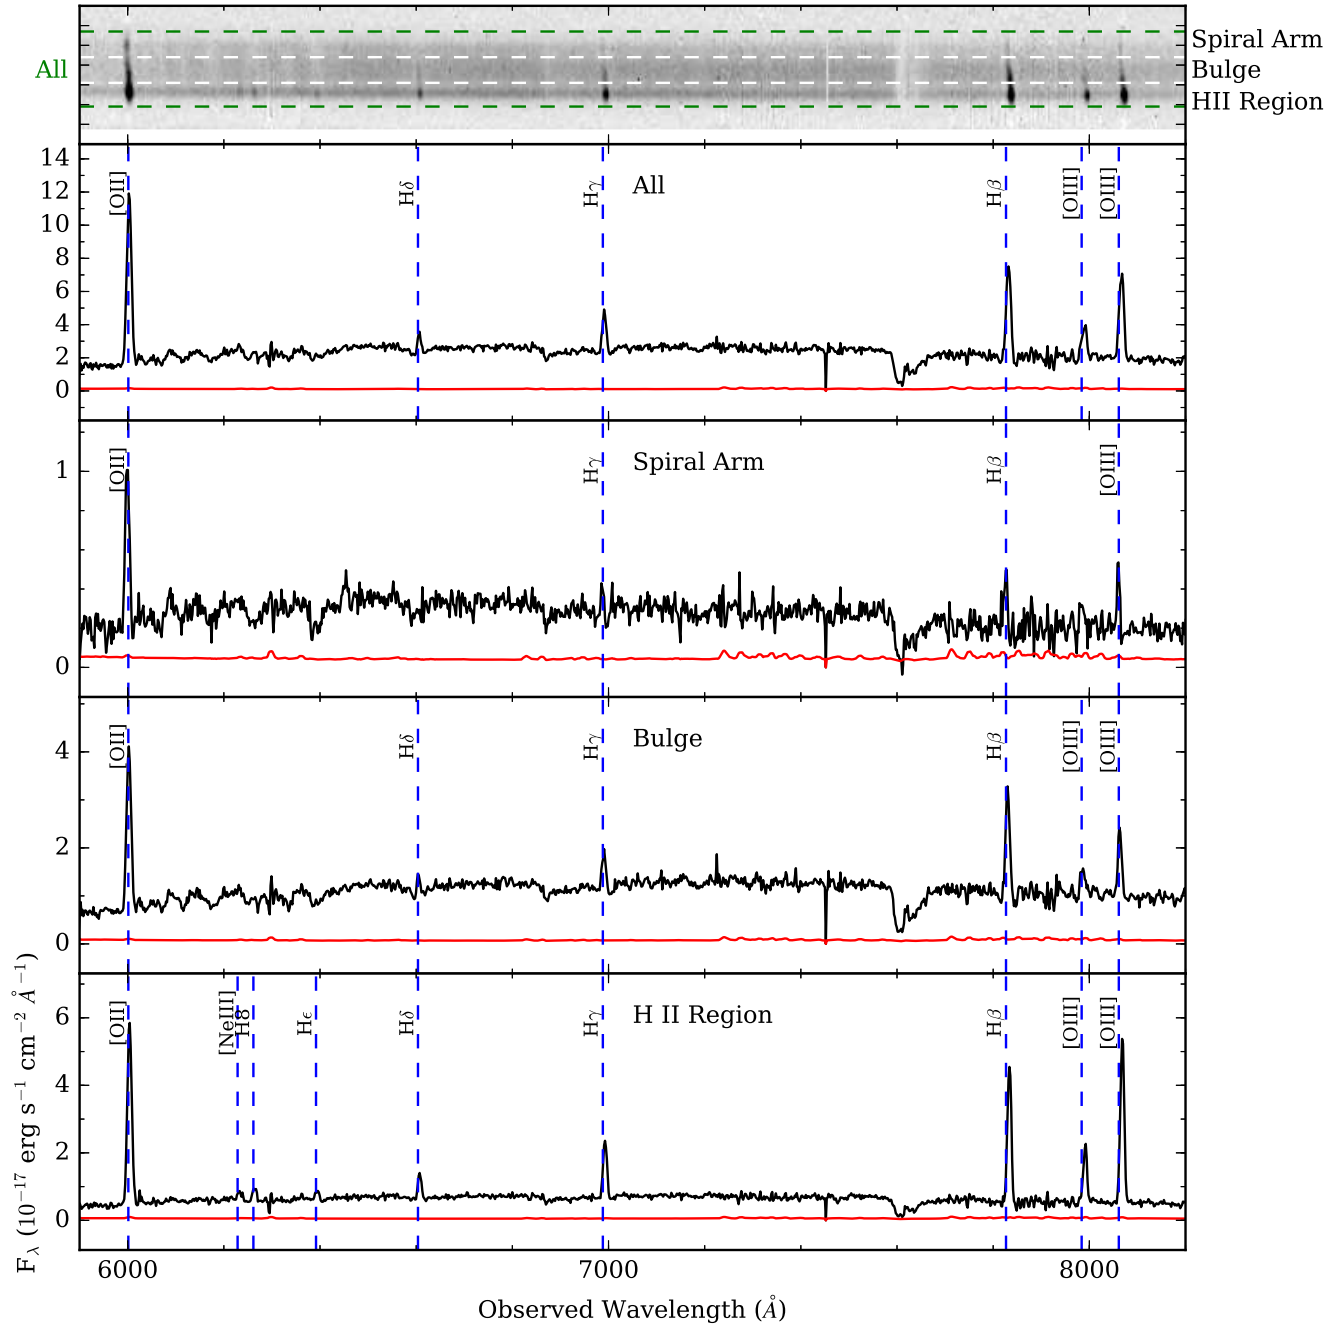 All
Spiral Arm
Bulge
HII Region
14
12
10
8
6
4
2
0
[OII]
Hδ
Hγ
All
Hβ
[OIII]
[OIII]
1
0
[OII]
Hγ
Spiral Arm
Hβ
[OIII]
4
2
0
[OII]
Hδ
Hγ
Bulge
Hβ
[OIII]
[OIII]
6
4
2
0
[OII]
[NeIII]
H8
Hϵ
Hδ
Hγ
H II Region
Hβ
[OIII]
[OIII]
F_λ (10⁻¹⁷ erg s⁻¹ cm⁻² Å⁻¹)
6000
7000
8000
Observed Wavelength (Å)